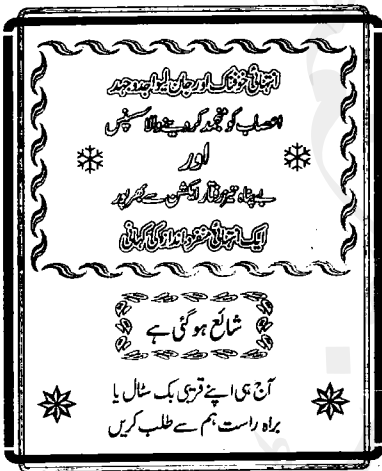 انتہائی خوفناک اور جان لیوا جدوجہد
اعصاب کو منجمد کردینے والا سسپنس
اور
بے پناہ تیز رفتار ایکشن سے بھرپور
ایک انتہائی منفرد انداز کی کہانی
شائع ہوگئی ہے
آج ہی اپنے قریبی بک سٹال یا
براہ راست ہم سے طلب کریں